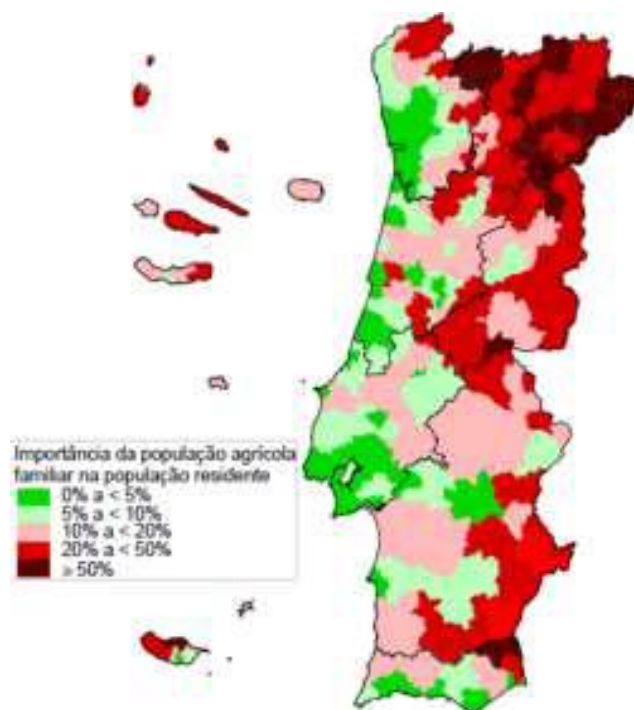 Importância da população agrícola
familiar na população residente
0% a < 5%
5% a < 10%
10% a < 20%
20% a < 50%
≥ 50%